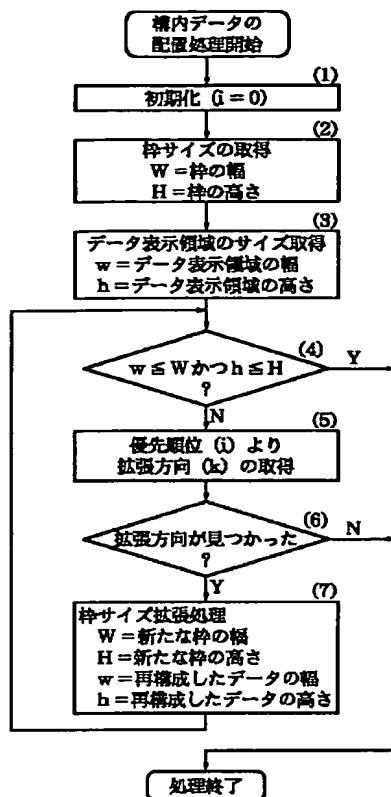 構内データの
配置処理開始
(1)
初期化 (i=0)
(2)
枠サイズの取得
W=枠の幅
H=枠の高さ
(3)
データ表示領域のサイズ取得
w=データ表示領域の幅
h=データ表示領域の高さ
(4)
w≦Wかつh≦H
?
Y
N
(5)
優先順位 (i) より
拡張方向 (k) の取得
(6)
拡張方向が見つかった
?
N
Y
(7)
枠サイズ拡張処理
W=新たな枠の幅
H=新たな枠の高さ
w=再構成したデータの幅
h=再構成したデータの高さ
処理終了